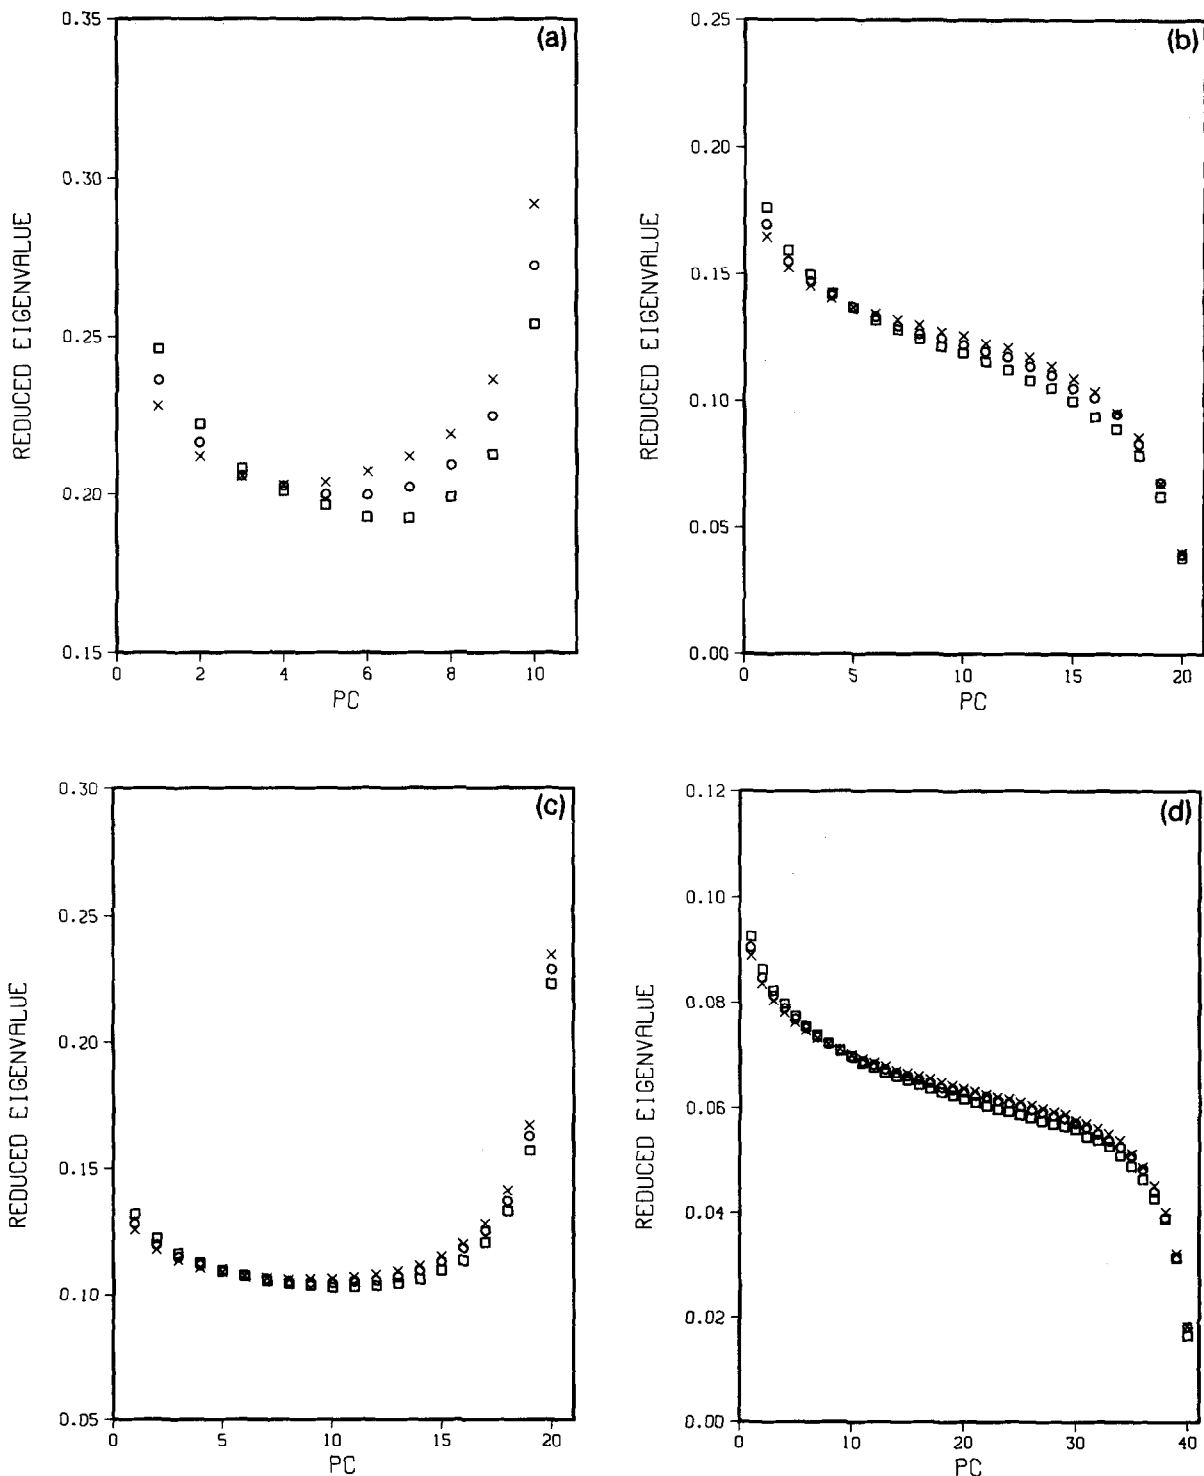 (a)
0.35
0.30
0.25
0.20
0.15
REDUCED EIGENVALUE
0 2 4 6 8 10
PC
(b)
0.25
0.20
0.15
0.10
0.05
0.00
REDUCED EIGENVALUE
0 5 10 15 20
PC
(c)
0.30
0.25
0.20
0.15
0.10
0.05
REDUCED EIGENVALUE
0 5 10 15 20
PC
(d)
0.12
0.10
0.08
0.06
0.04
0.02
0.00
REDUCED EIGENVALUE
0 10 20 30 40
PC